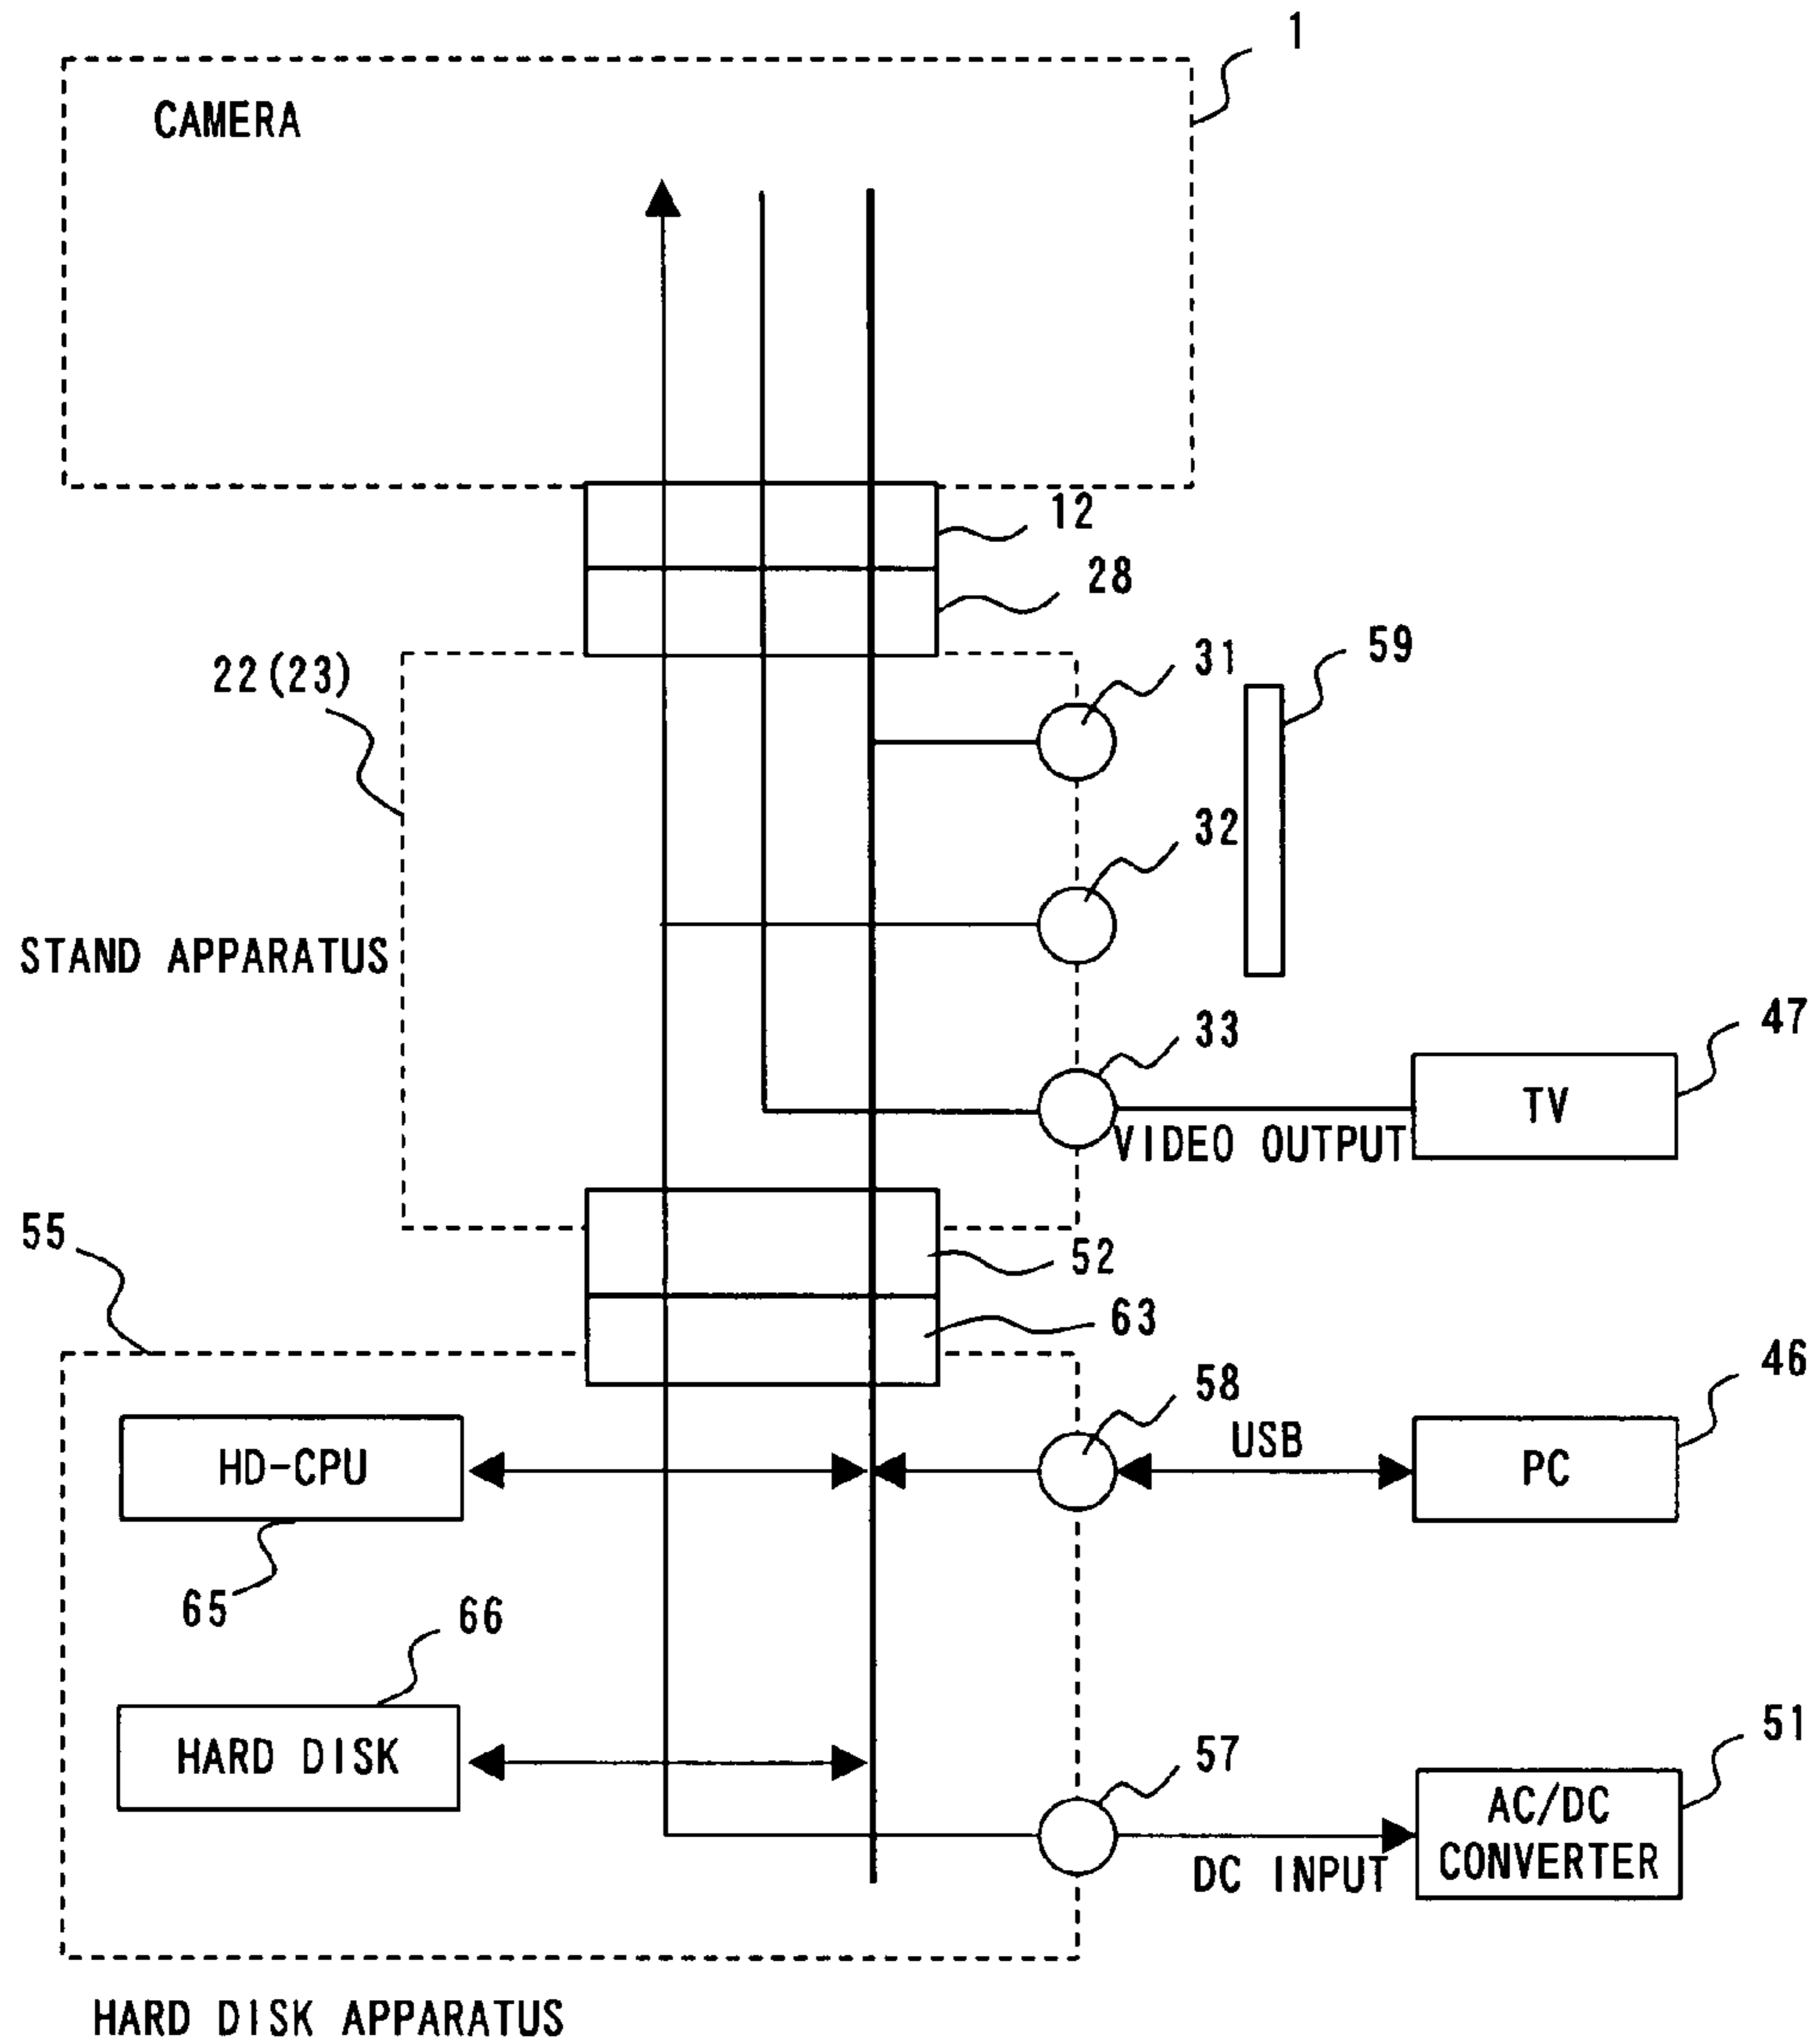 1
CAMERA
12
28
22(23)
31
59
32
STAND APPARATUS
33
47
TV
VIDEO OUTPUT
55
52
63
58
46
USB
HD-CPU
PC
65
66
57
51
HARD DISK
AC/DC
CONVERTER
DC INPUT
HARD DISK APPARATUS